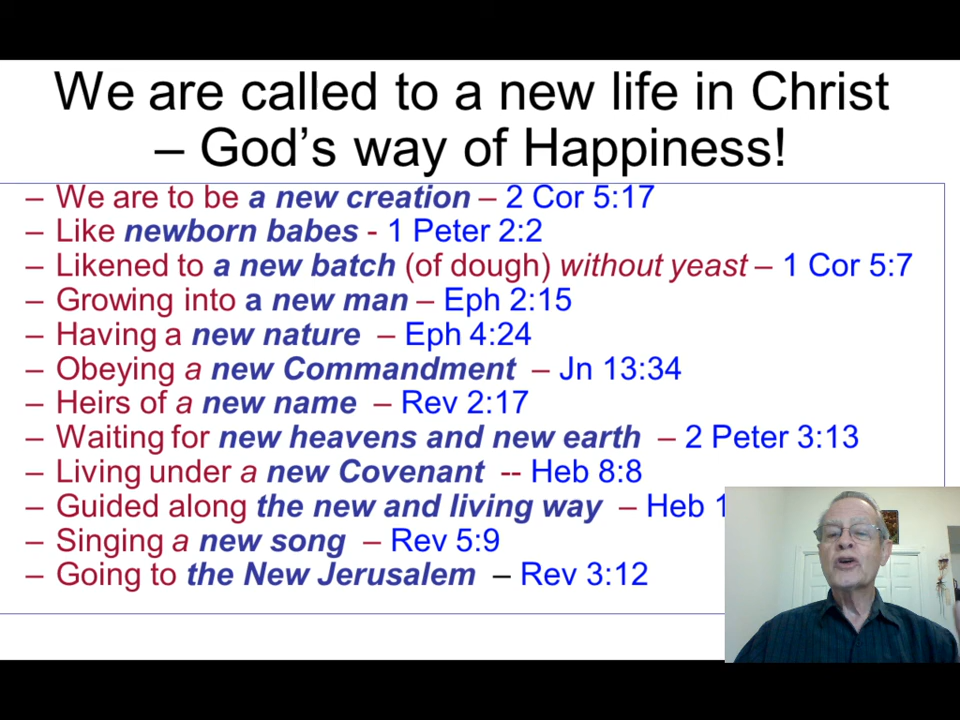 We are called to a new life in Christ
– God's way of Happiness!
– We are to be a new creation – 2 Cor 5:17
– Like newborn babes - 1 Peter 2:2
– Likened to a new batch (of dough) without yeast – 1 Cor 5:7
– Growing into a new man – Eph 2:15
– Having a new nature – Eph 4:24
– Obeying a new Commandment – Jn 13:34
– Heirs of a new name – Rev 2:17
– Waiting for new heavens and new earth – 2 Peter 3:13
– Living under a new Covenant -- Heb 8:8
– Guided along the new and living way – Heb
– Singing a new song – Rev 5:9
– Going to the New Jerusalem – Rev 3:12